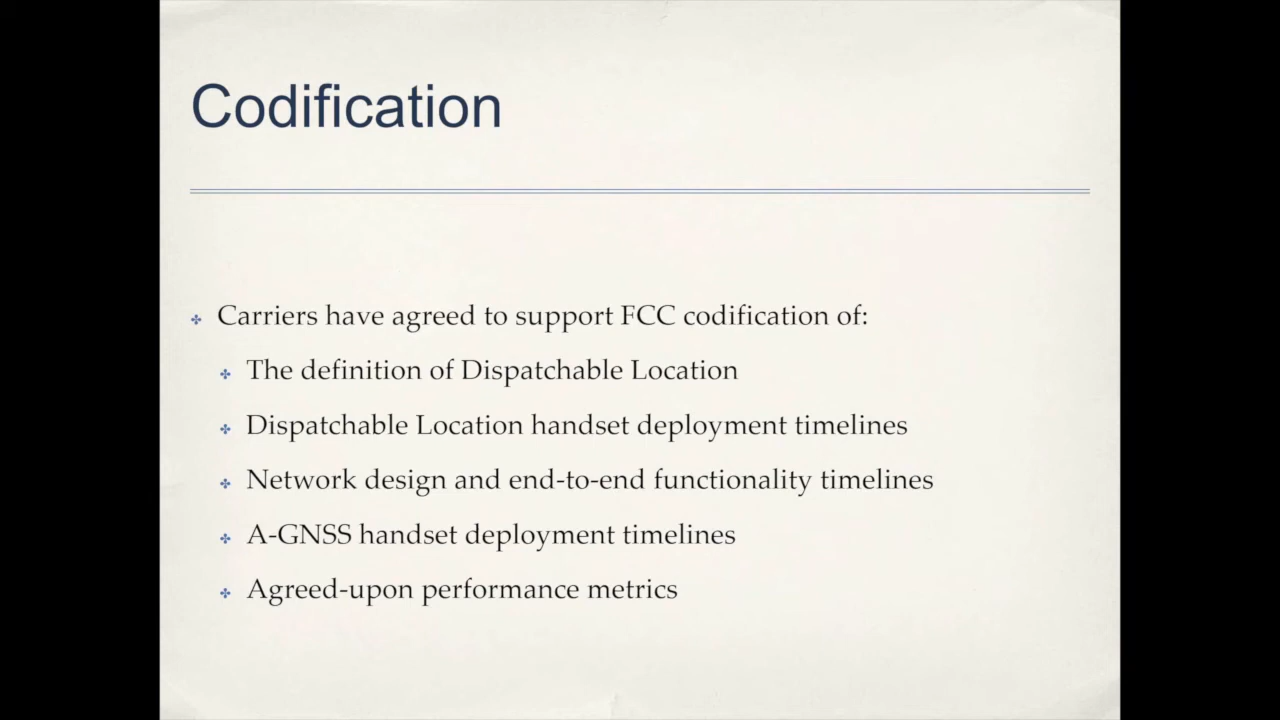 Codification
Carriers have agreed to support FCC codification of:
The definition of Dispatchable Location
Dispatchable Location handset deployment timelines
Network design and end-to-end functionality timelines
A-GNSS handset deployment timelines
Agreed-upon performance metrics